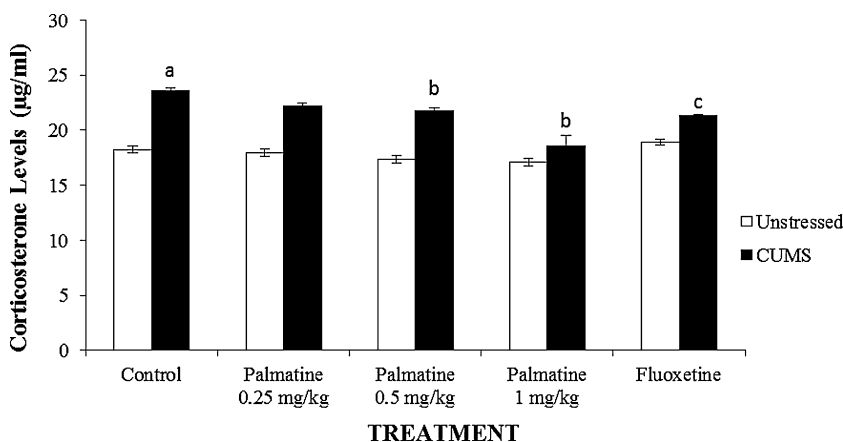 Corticosterone Levels (µg/ml)
30
25
20
15
10
5
0
a
b
b
c
Unstressed
CUMS
Control
Palmatine
0.25 mg/kg
Palmatine
0.5 mg/kg
Palmatine
1 mg/kg
Fluoxetine
TREATMENT